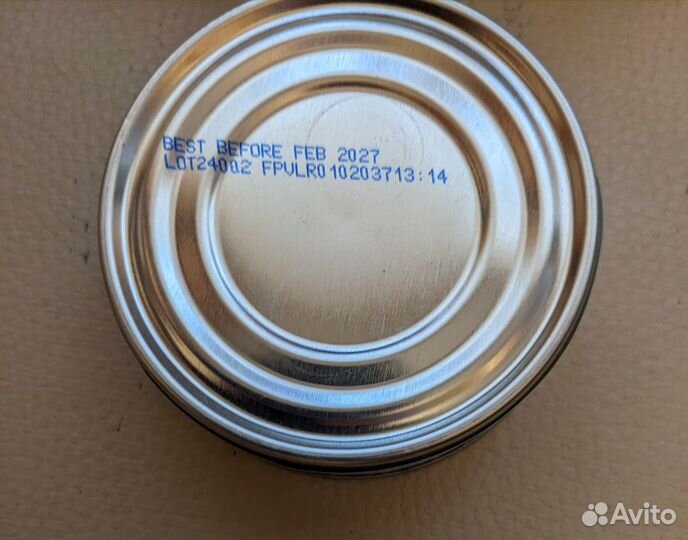 BEST BEFORE FEB 2027
LOT24002 FPVLR010203713:14
Avito